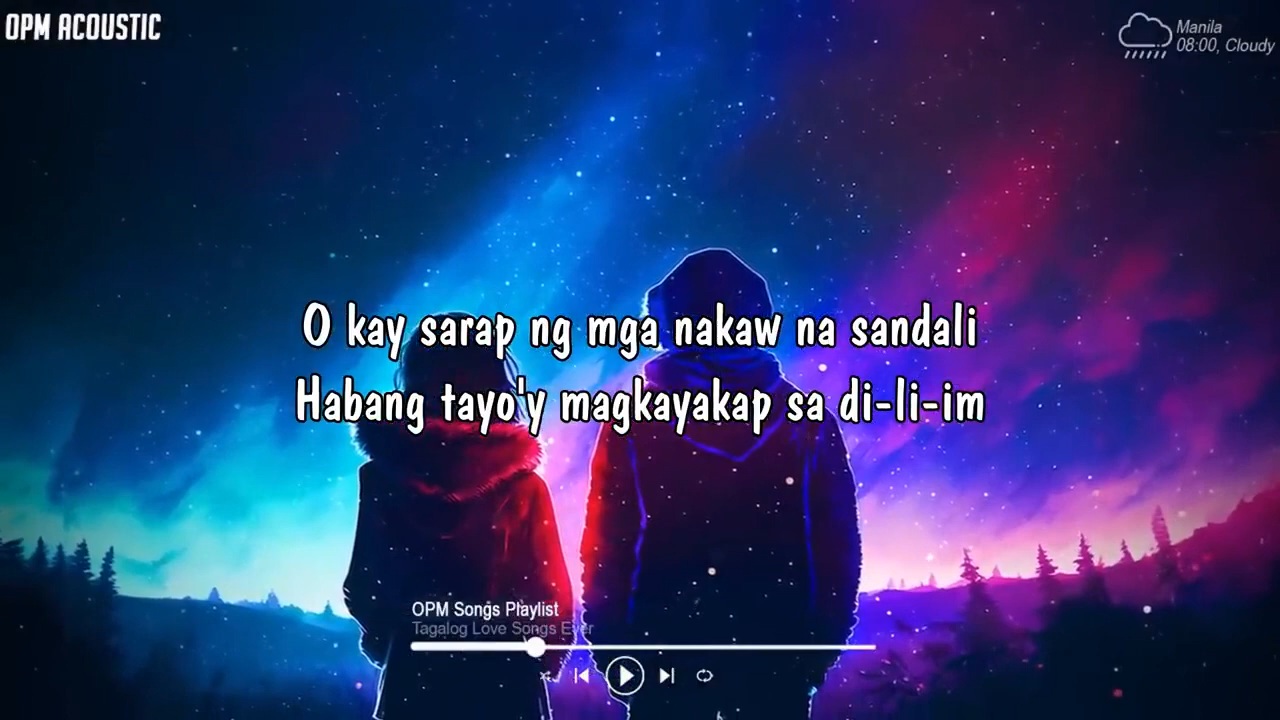 OPM ACOUSTIC
Manila
08:00, Cloudy
O kay sarap ng mga nakaw na sandali
Habang tayo'y magkayakap sa di-li-im
OPM Songs Playlist
Tagalog Love Songs Ever